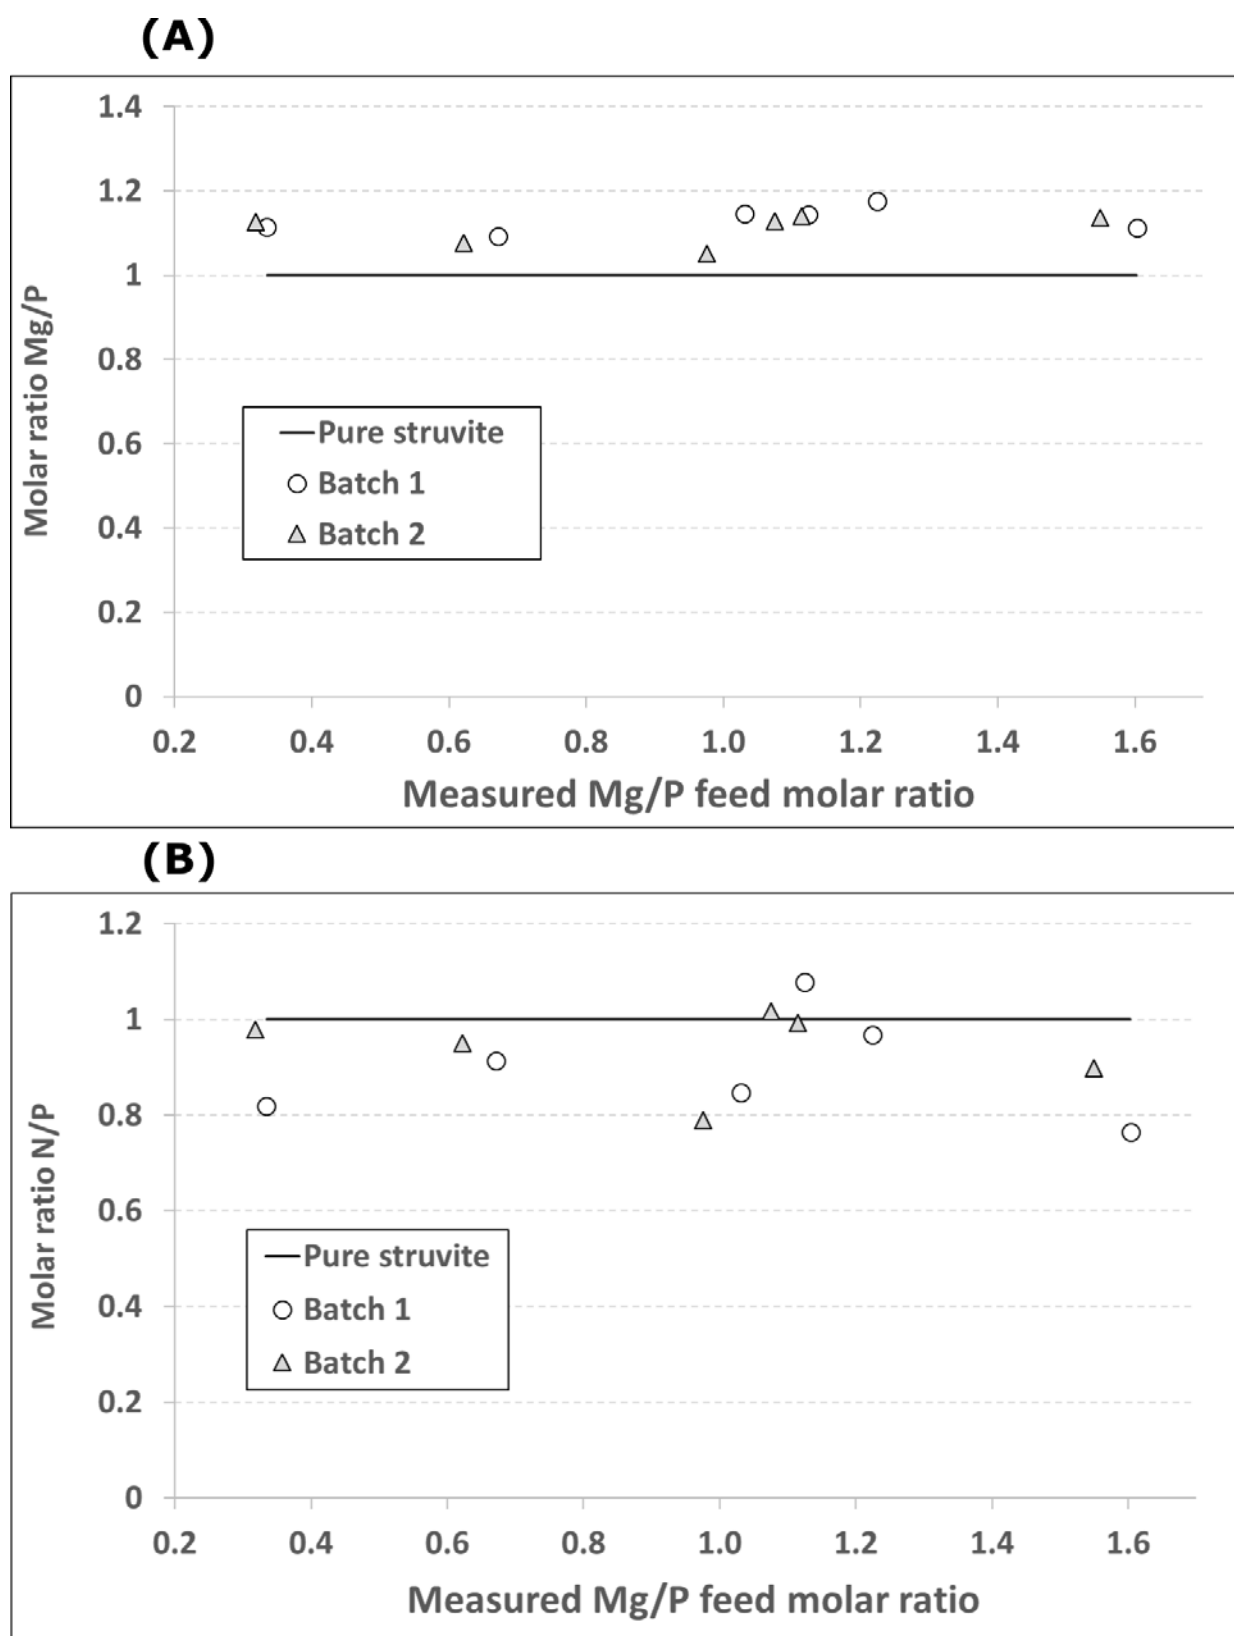 (A)
1.4
1.2
1
0.8
0.6
0.4
0.2
0
Molar ratio Mg/P
Pure struvite
Batch 1
Batch 2
0.2 0.4 0.6 0.8 1.0 1.2 1.4 1.6
Measured Mg/P feed molar ratio
(B)
1.2
1
0.8
0.6
0.4
0.2
0
Molar ratio N/P
Pure struvite
Batch 1
Batch 2
0.2 0.4 0.6 0.8 1.0 1.2 1.4 1.6
Measured Mg/P feed molar ratio